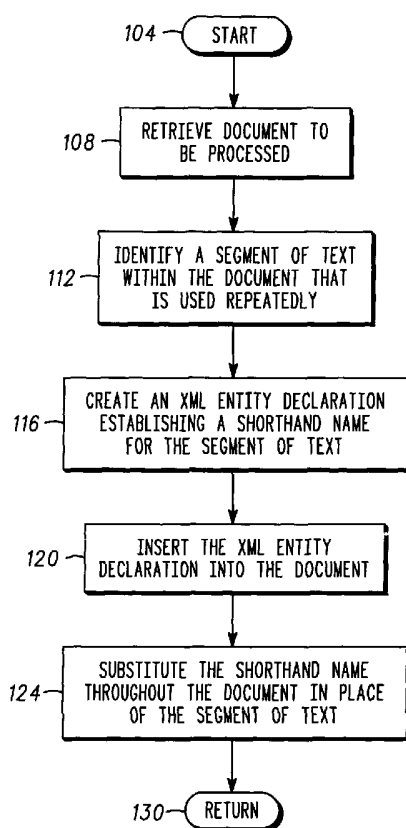 104 START
108 RETRIEVE DOCUMENT TO
BE PROCESSED
IDENTIFY A SEGMENT OF TEXT
112 WITHIN THE DOCUMENT THAT
IS USED REPEATEDLY
CREATE AN XML ENTITY DECLARATION
116 ESTABLISHING A SHORTHAND NAME
FOR THE SEGMENT OF TEXT
120 INSERT THE XML ENTITY
DECLARATION INTO THE DOCUMENT
SUBSTITUTE THE SHORTHAND NAME
124 THROUGHOUT THE DOCUMENT IN PLACE
OF THE SEGMENT OF TEXT
130 RETURN